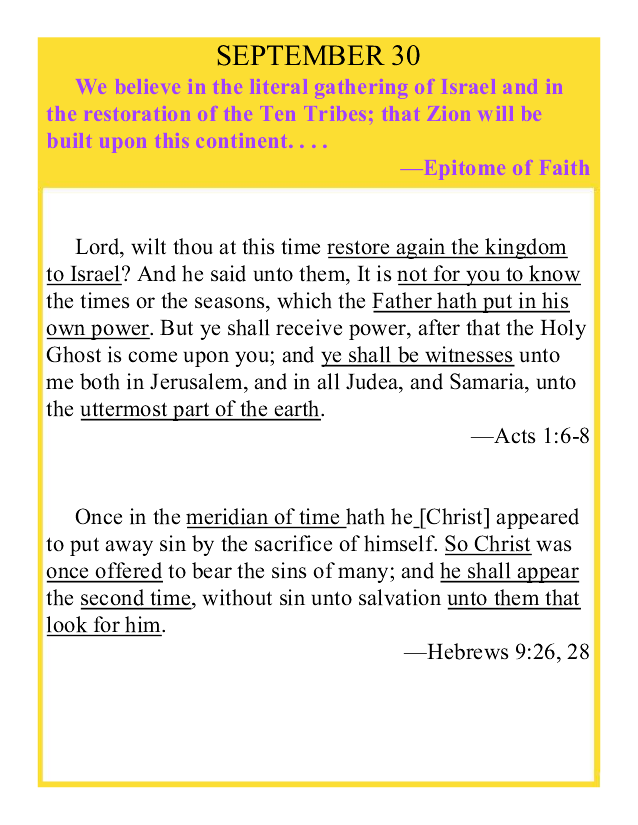 SEPTEMBER 30
We believe in the literal gathering of Israel and in
the restoration of the Ten Tribes; that Zion will be
built upon this continent. . . .
—Epitome of Faith
Lord, wilt thou at this time restore again the kingdom
to Israel? And he said unto them, It is not for you to know
the times or the seasons, which the Father hath put in his
own power. But ye shall receive power, after that the Holy
Ghost is come upon you; and ye shall be witnesses unto
me both in Jerusalem, and in all Judea, and Samaria, unto
the uttermost part of the earth.
—Acts 1:6-8
Once in the meridian of time hath he [Christ] appeared
to put away sin by the sacrifice of himself. So Christ was
once offered to bear the sins of many; and he shall appear
the second time, without sin unto salvation unto them that
look for him.
—Hebrews 9:26, 28